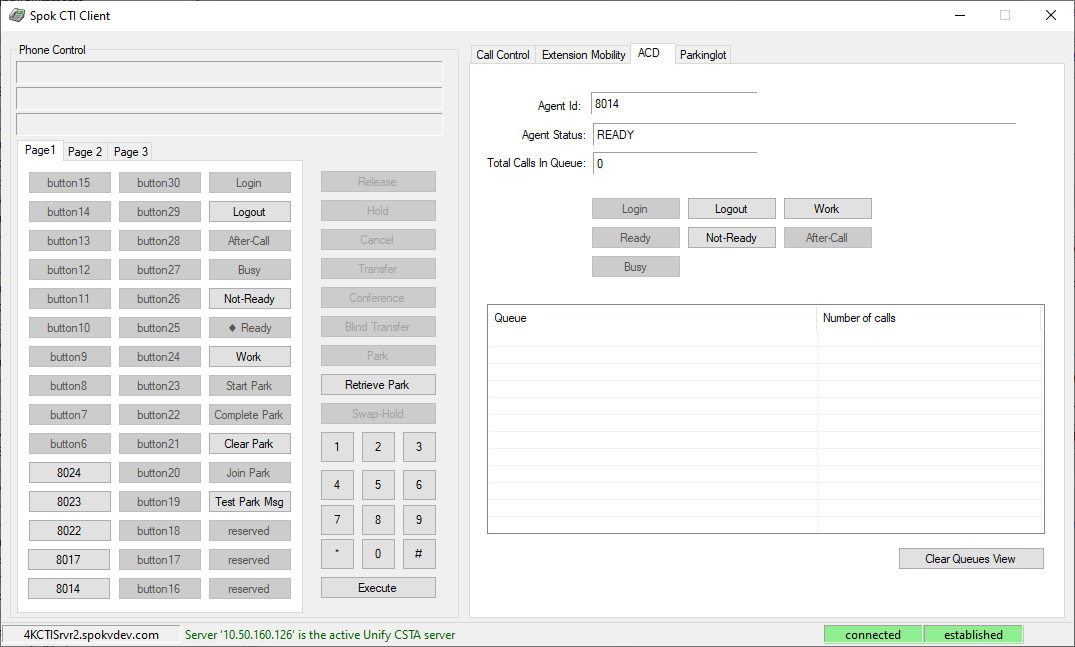 Spok CTI Client
Phone Control
Page1 Page 2 Page 3
button15 button30 Login
button14 button29 Logout
button13 button28 After-Call
button12 button27 Busy
button11 button26 Not-Ready
button10 button25 ♦ Ready
button9 button24 Work
button8 button23 Start Park
button7 button22 Complete Park
button6 button21 Clear Park
8024 button20 Join Park
8023 button19 Test Park Msg
8022 button18 reserved
8017 button17 reserved
8014 button16 reserved
Release
Hold
Cancel
Transfer
Conference
Blind Transfer
Park
Retrieve Park
Swap-Hold
1 2 3
4 5 6
7 8 9
* 0 #
Execute
Call Control Extension Mobility ACD Parkinglot
Agent Id: 8014
Agent Status: READY
Total Calls In Queue: 0
Login Logout Work
Ready Not-Ready After-Call
Busy
Queue Number of calls
Clear Queues View
4KCTISrvr2.spokvdev.com Server '10.50.160.126' is the active Unify CSTA server connected established